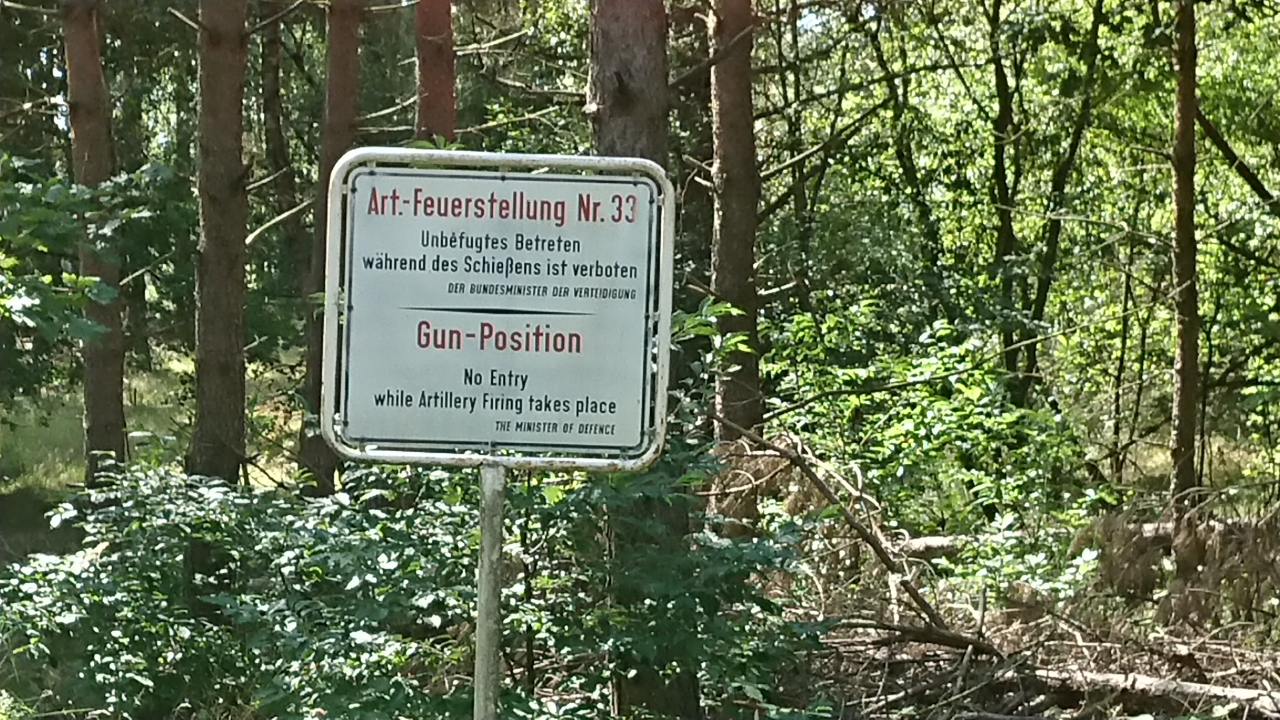 Art.-Feuerstellung Nr. 33
Unbefugtes Betreten
während des Schießens ist verboten
DER BUNDESMINISTER DER VERTEIDIGUNG
Gun-Position
No Entry
while Artillery Firing takes place
THE MINISTER OF DEFENCE